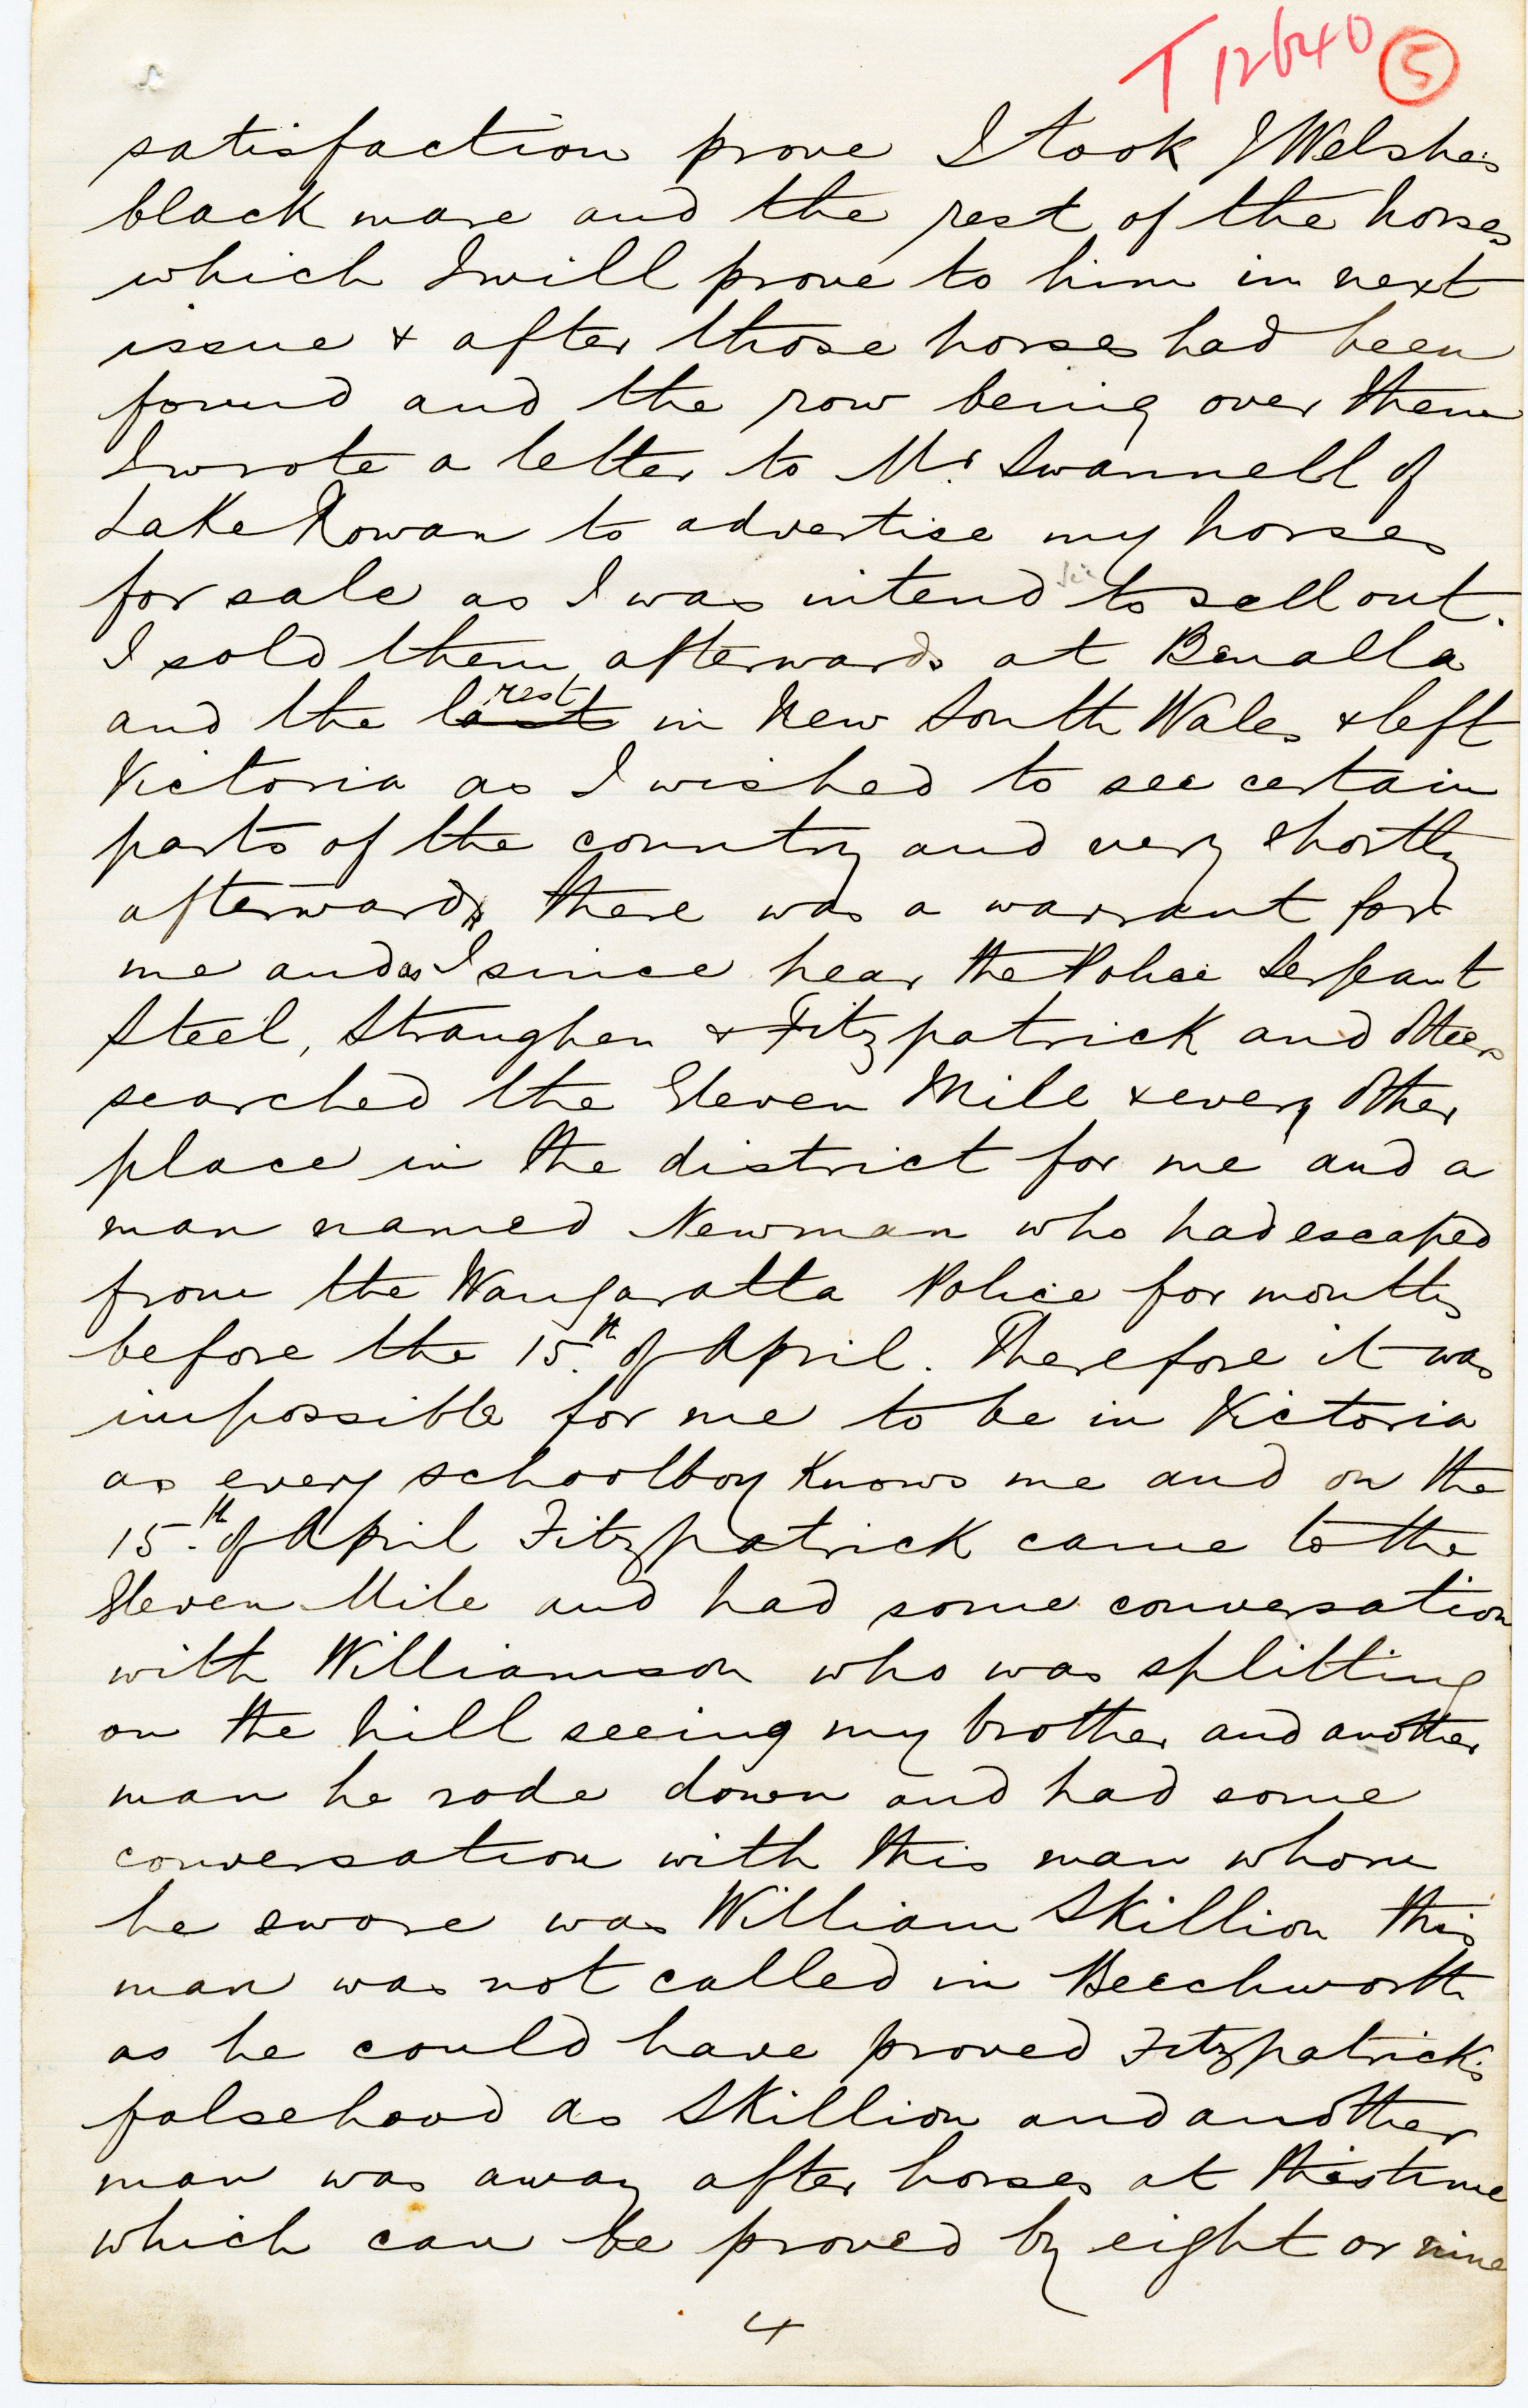 T 12640 5
satisfaction prove I took J Welshe's
black mare and the rest of the horses
which I will prove to him in next
issue & after those horses had been
found and the row being over them
I wrote a letter to Mr. Swannell of
Lake Rowan to advertise my horses
for sale as I was intend to sell out.
I sold them afterwards at Benalla
and the last rest in New South Wales & left
Victoria as I wished to see certain
parts of the country and very shortly
afterwards there was a warrant for
me and as I since hear the Police Sergeant
Steel, Straughen & Fitzpatrick and others
searched the Eleven Mile & every other
place in the district for me and a
man named Newman who had escaped
from the Wangaratta Police for months
before the 15.th of April. Therefore it was
impossible for me to be in Victoria
as every schoolboy knows me and on the
15.th of April Fitzpatrick came to the
Eleven Mile and had some conversation
with Williamson who was splitting
on the hill seeing my brother and another
man he rode down and had some
conversation with this man whom
he swore was William Skillion this
man was not called in Beechworth
as he could have proved Fitzpatrick's
falsehood as Skillion and another
man was away after horses at this time
which can be proved by eight or nine
4